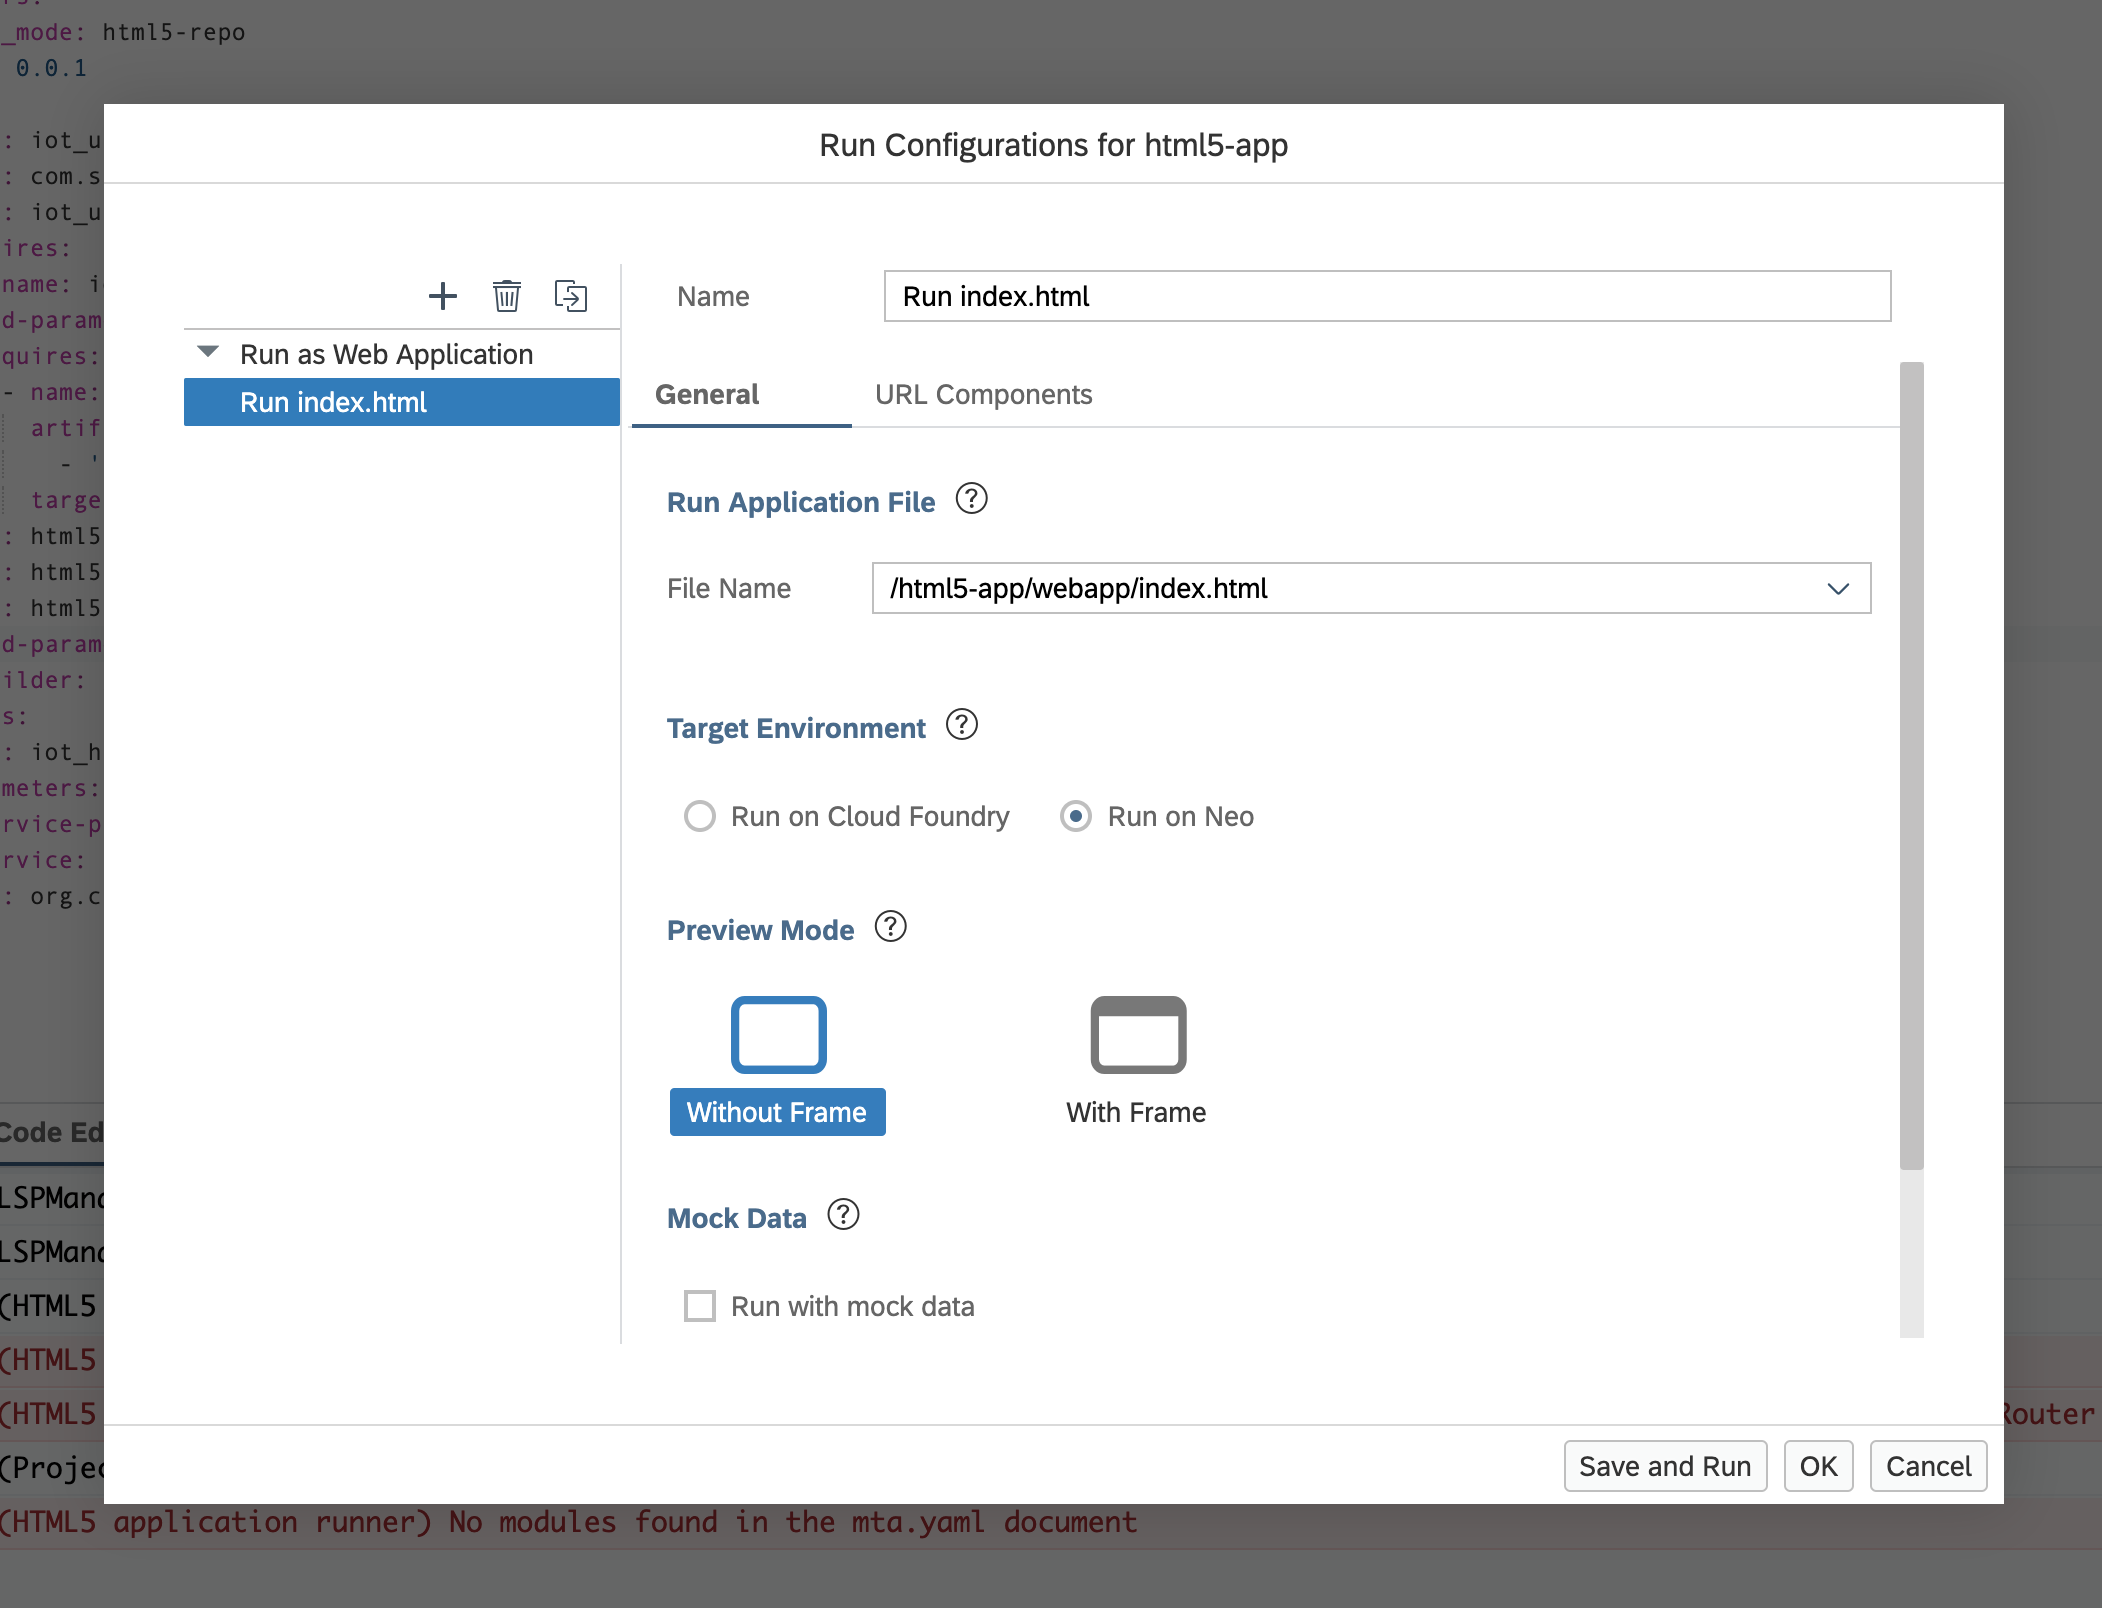 _mode: html5-repo
0.0.1
: iot_u
: com.s
: iot_u
ires:
name: i
d-param
quires:
- name:
artif
- '
targe
: html5
: html5
: html5
d-param
ilder:
s:
: iot_h
meters:
rvice-p
rvice:
: org.c
Run Configurations for html5-app
Run as Web Application
Run index.html
Name
Run index.html
General
URL Components
Run Application File ?
File Name
/html5-app/webapp/index.html
Target Environment ?
Run on Cloud Foundry
Run on Neo
Preview Mode ?
Without Frame
With Frame
Mock Data ?
Run with mock data
Save and Run
OK
Cancel
Code Ed
LSPMana
LSPMana
(HTML5
(HTML5
(HTML5
Router
(Projec
(HTML5 application runner) No modules found in the mta.yaml document